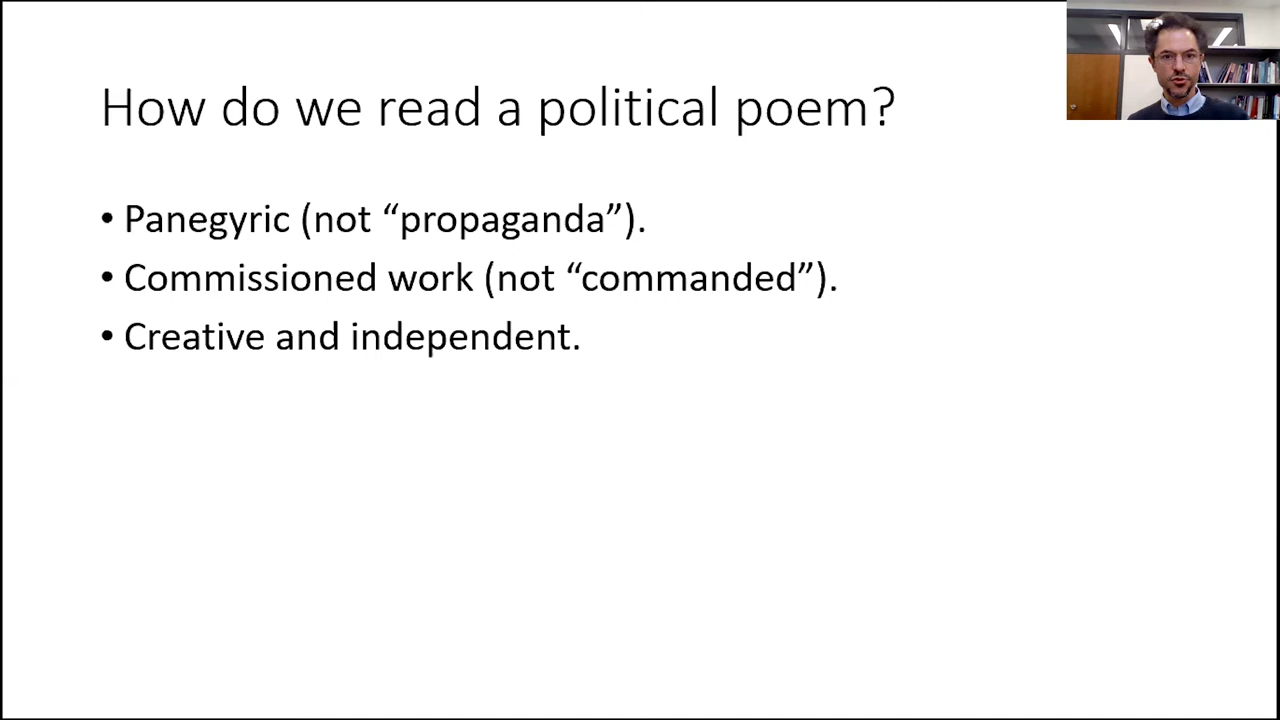 How do we read a political poem?
• Panegyric (not “propaganda”).
• Commissioned work (not “commanded”).
• Creative and independent.